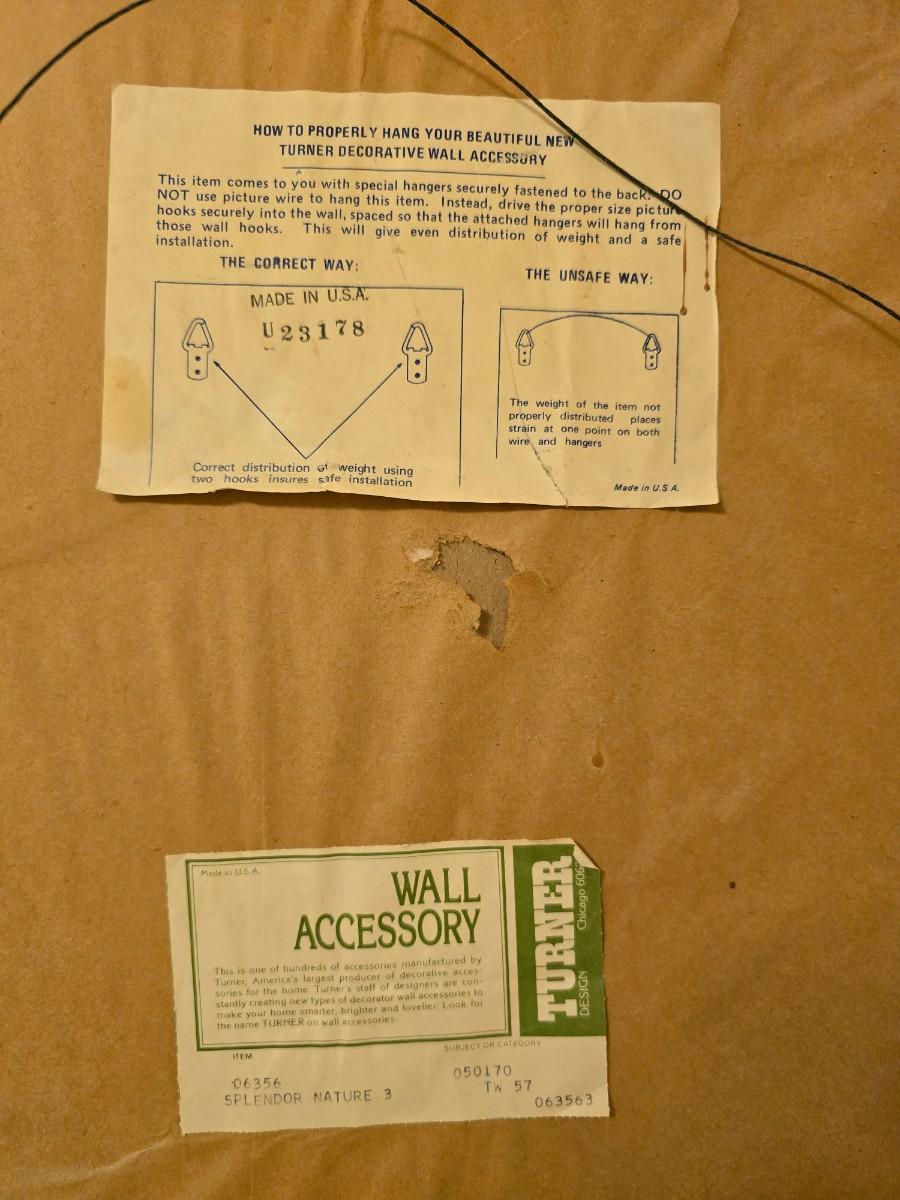 HOW TO PROPERLY HANG YOUR BEAUTIFUL NEW
TURNER DECORATIVE WALL ACCESSORY
This item comes to you with special hangers securely fastened to the back. DO
NOT use picture wire to hang this item. Instead, drive the proper size picture
hooks securely into the wall, spaced so that the attached hangers will hang from
those wall hooks. This will give even distribution of weight and a safe
installation.
THE CORRECT WAY:
MADE IN U.S.A.
U23178
Correct distribution of weight using
two hooks insures safe installation
THE UNSAFE WAY:
The weight of the item not
properly distributed places
strain at one point on both
wire and hangers
Made in U.S.A.
Made in U.S.A.
WALL
ACCESSORY
This is one of hundreds of accessories manufactured by
Turner, America's largest producer of decorative acces-
sories for the home. Turner's staff of designers are con-
stantly creating new types of decorator wall accessories to
make your home smarter, brighter and lovelier. Look for
the name TURNER on wall accessories.
TURNER
DESIGN Chicago
ITEM
SUBJECT OR CATEGORY
06356
050170
SPLENDOR NATURE 3
TW 57
063563